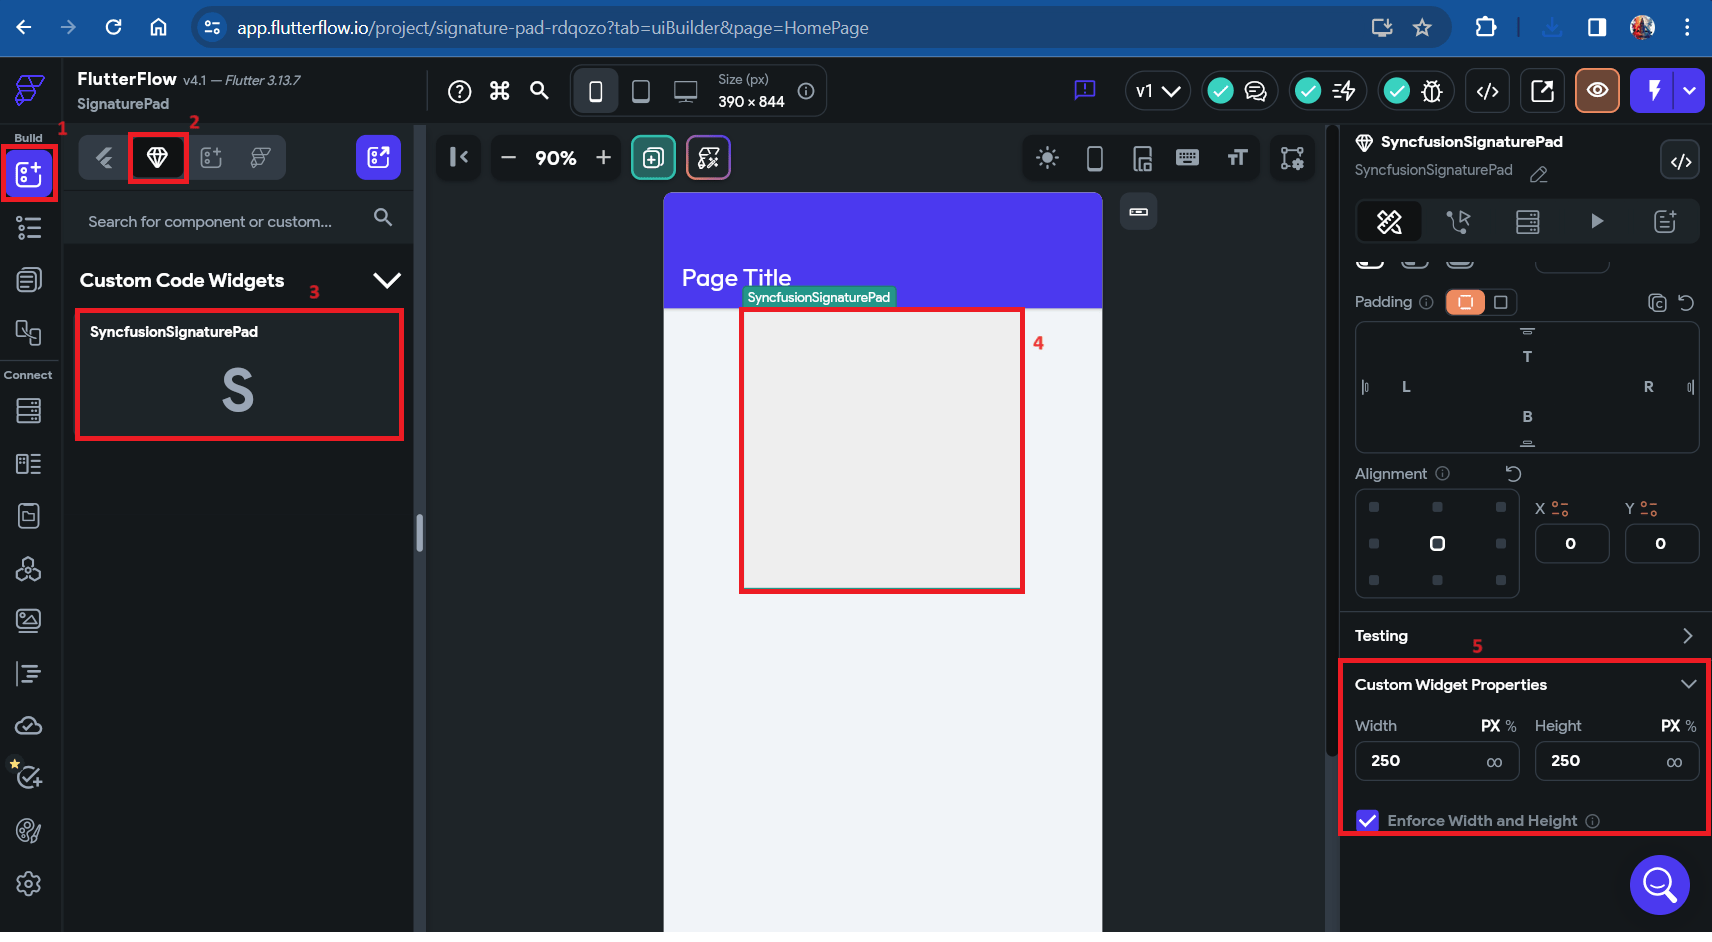 app.flutterflow.io/project/signature-pad-rdqozo?tab=uiBuilder&page=HomePage
FlutterFlow v4.1 — Flutter 3.13.7
SignaturePad
Size (px)
390 × 844
v1
Build
1
2
90%
Search for component or custom...
Custom Code Widgets
3
SyncfusionSignaturePad
S
Connect
Page Title
SyncfusionSignaturePad
4
SyncfusionSignaturePad
SyncfusionSignaturePad
Padding
T
L R
B
Alignment
X Y
0 0
Testing
5
Custom Widget Properties
Width PX % Height PX %
250 ∞ 250 ∞
Enforce Width and Height